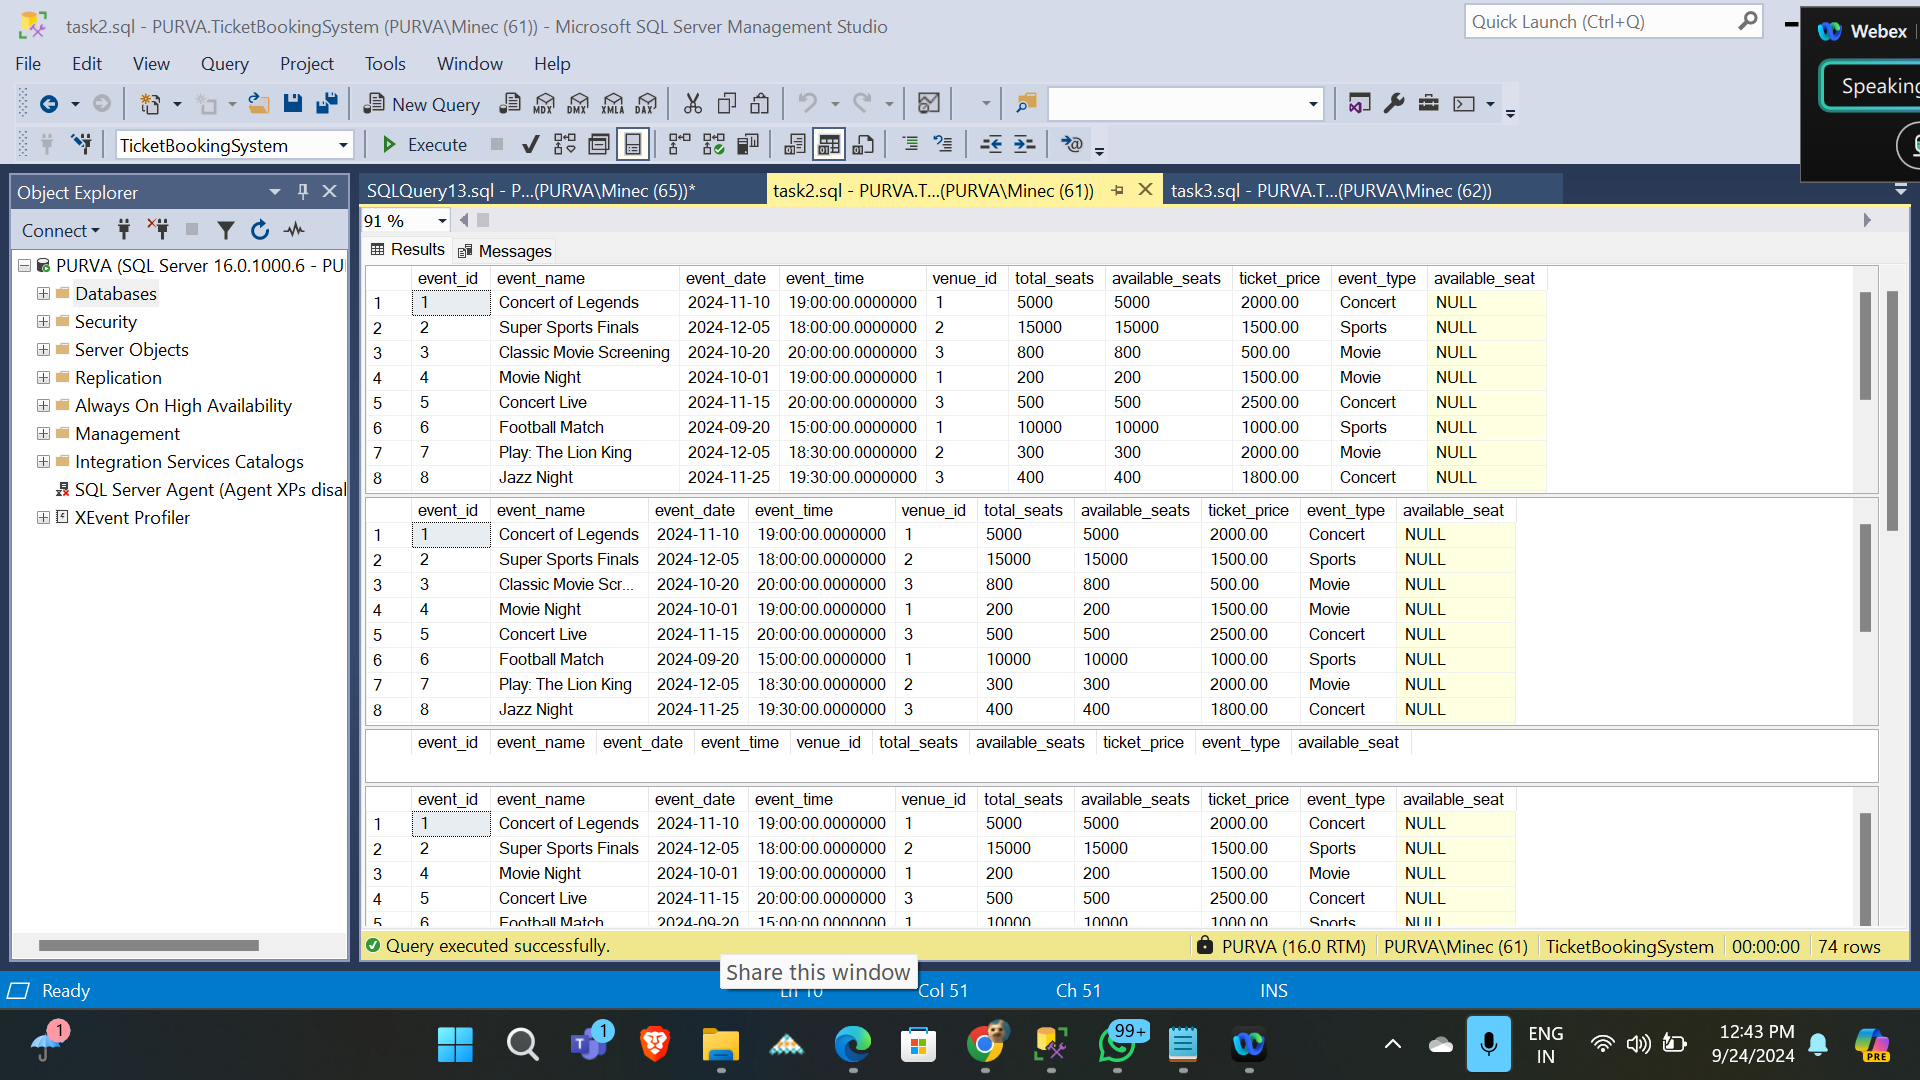 task2.sql - PURVA.TicketBookingSystem (PURVA\Minec (61)) - Microsoft SQL Server Management Studio
Quick Launch (Ctrl+Q)
Webex
File Edit View Query Project Tools Window Help
Speaking
New Query MDX DMX XMLA DAX
TicketBookingSystem Execute
Object Explorer
SQLQuery13.sql - P...(PURVA\Minec (65))* task2.sql - PURVA.T...(PURVA\Minec (61)) task3.sql - PURVA.T...(PURVA\Minec (62))
Connect
PURVA (SQL Server 16.0.1000.6 - PU
Databases
Security
Server Objects
Replication
Always On High Availability
Management
Integration Services Catalogs
SQL Server Agent (Agent XPs disal
XEvent Profiler
91 %
Results Messages
event_id event_name event_date event_time venue_id total_seats available_seats ticket_price event_type available_seat
1 1 Concert of Legends 2024-11-10 19:00:00.0000000 1 5000 5000 2000.00 Concert NULL
2 2 Super Sports Finals 2024-12-05 18:00:00.0000000 2 15000 15000 1500.00 Sports NULL
3 3 Classic Movie Screening 2024-10-20 20:00:00.0000000 3 800 800 500.00 Movie NULL
4 4 Movie Night 2024-10-01 19:00:00.0000000 1 200 200 1500.00 Movie NULL
5 5 Concert Live 2024-11-15 20:00:00.0000000 3 500 500 2500.00 Concert NULL
6 6 Football Match 2024-09-20 15:00:00.0000000 1 10000 10000 1000.00 Sports NULL
7 7 Play: The Lion King 2024-12-05 18:30:00.0000000 2 300 300 2000.00 Movie NULL
8 8 Jazz Night 2024-11-25 19:30:00.0000000 3 400 400 1800.00 Concert NULL
event_id event_name event_date event_time venue_id total_seats available_seats ticket_price event_type available_seat
1 1 Concert of Legends 2024-11-10 19:00:00.0000000 1 5000 5000 2000.00 Concert NULL
2 2 Super Sports Finals 2024-12-05 18:00:00.0000000 2 15000 15000 1500.00 Sports NULL
3 3 Classic Movie Scr... 2024-10-20 20:00:00.0000000 3 800 800 500.00 Movie NULL
4 4 Movie Night 2024-10-01 19:00:00.0000000 1 200 200 1500.00 Movie NULL
5 5 Concert Live 2024-11-15 20:00:00.0000000 3 500 500 2500.00 Concert NULL
6 6 Football Match 2024-09-20 15:00:00.0000000 1 10000 10000 1000.00 Sports NULL
7 7 Play: The Lion King 2024-12-05 18:30:00.0000000 2 300 300 2000.00 Movie NULL
8 8 Jazz Night 2024-11-25 19:30:00.0000000 3 400 400 1800.00 Concert NULL
event_id event_name event_date event_time venue_id total_seats available_seats ticket_price event_type available_seat
event_id event_name event_date event_time venue_id total_seats available_seats ticket_price event_type available_seat
1 1 Concert of Legends 2024-11-10 19:00:00.0000000 1 5000 5000 2000.00 Concert NULL
2 2 Super Sports Finals 2024-12-05 18:00:00.0000000 2 15000 15000 1500.00 Sports NULL
3 4 Movie Night 2024-10-01 19:00:00.0000000 1 200 200 1500.00 Movie NULL
4 5 Concert Live 2024-11-15 20:00:00.0000000 3 500 500 2500.00 Concert NULL
5 6 Football Match 2024-09-20 15:00:00.0000000 1 10000 10000 1000.00 Sports NULL
Query executed successfully. PURVA (16.0 RTM) PURVA\Minec (61) TicketBookingSystem 00:00:00 74 rows
Share this window
Ready Ln 10 Col 51 Ch 51 INS
1 1 99+ ENG 12:43 PM
IN 9/24/2024 PRE